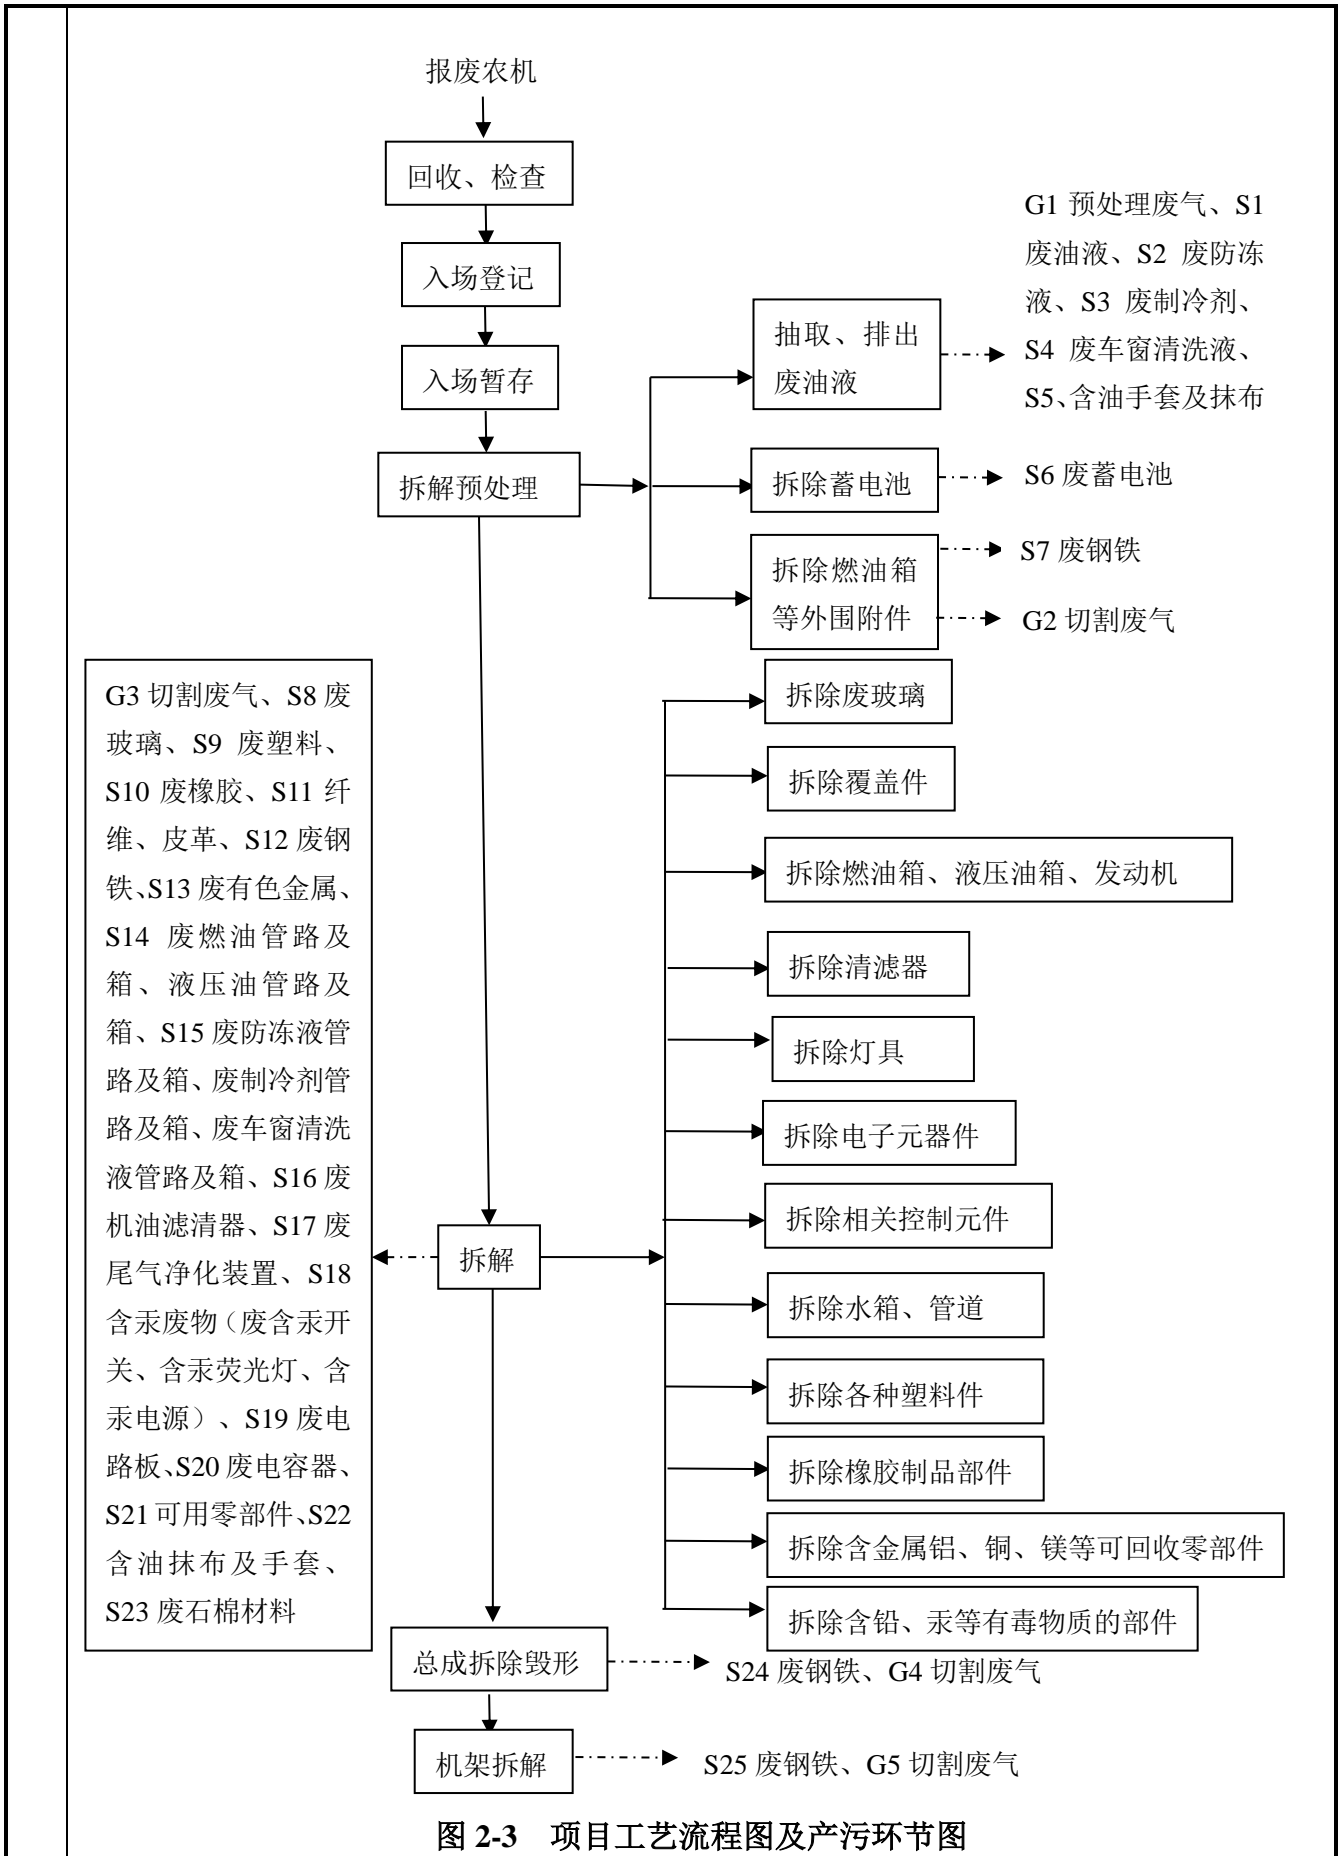 报废农机
回收、检查
入场登记
入场暂存
拆解预处理
抽取、排出
废油液
G1 预处理废气、S1
废油液、S2 废防冻
液、S3 废制冷剂、
S4 废车窗清洗液、
S5、含油手套及抹布
拆除蓄电池
S6 废蓄电池
拆除燃油箱
等外围附件
S7 废钢铁
G2 切割废气
G3 切割废气、S8 废
玻璃、S9 废塑料、
S10 废橡胶、S11 纤
维、皮革、S12 废钢
铁、S13 废有色金属、
S14 废燃油管路及
箱、液压油管路及
箱、S15 废防冻液管
路及箱、废制冷剂管
路及箱、废车窗清洗
液管路及箱、S16 废
机油滤清器、S17 废
尾气净化装置、S18
含汞废物（废含汞开
关、含汞荧光灯、含
汞电源）、S19 废电
路板、S20 废电容器、
S21 可用零部件、S22
含油抹布及手套、
S23 废石棉材料
拆解
拆除废玻璃
拆除覆盖件
拆除燃油箱、液压油箱、发动机
拆除清滤器
拆除灯具
拆除电子元器件
拆除相关控制元件
拆除水箱、管道
拆除各种塑料件
拆除橡胶制品部件
拆除含金属铝、铜、镁等可回收零部件
拆除含铅、汞等有毒物质的部件
总成拆除毁形
S24 废钢铁、G4 切割废气
机架拆解
S25 废钢铁、G5 切割废气
图 2-3 项目工艺流程图及产污环节图